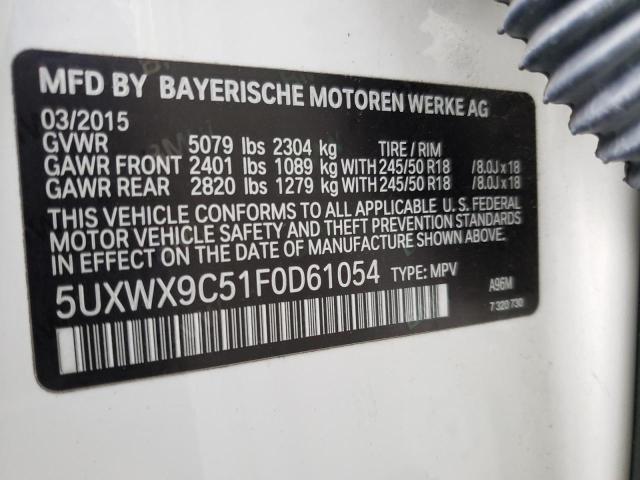 MFD BY BAYERISCHE MOTOREN WERKE AG
03/2015
GVWR 5079 lbs 2304 kg TIRE / RIM
GAWR FRONT 2401 lbs 1089 kg WITH 245/50 R18 /8.0J x 18
GAWR REAR 2820 lbs 1279 kg WITH 245/50 R18 /8.0J x 18
THIS VEHICLE CONFORMS TO ALL APPLICABLE U.S. FEDERAL
MOTOR VEHICLE SAFETY AND THEFT PREVENTION STANDARDS
IN EFFECT ON THE DATE OF MANUFACTURE SHOWN ABOVE.
5UXWX9C51F0D61054 TYPE: MPV A96M
7 320 730